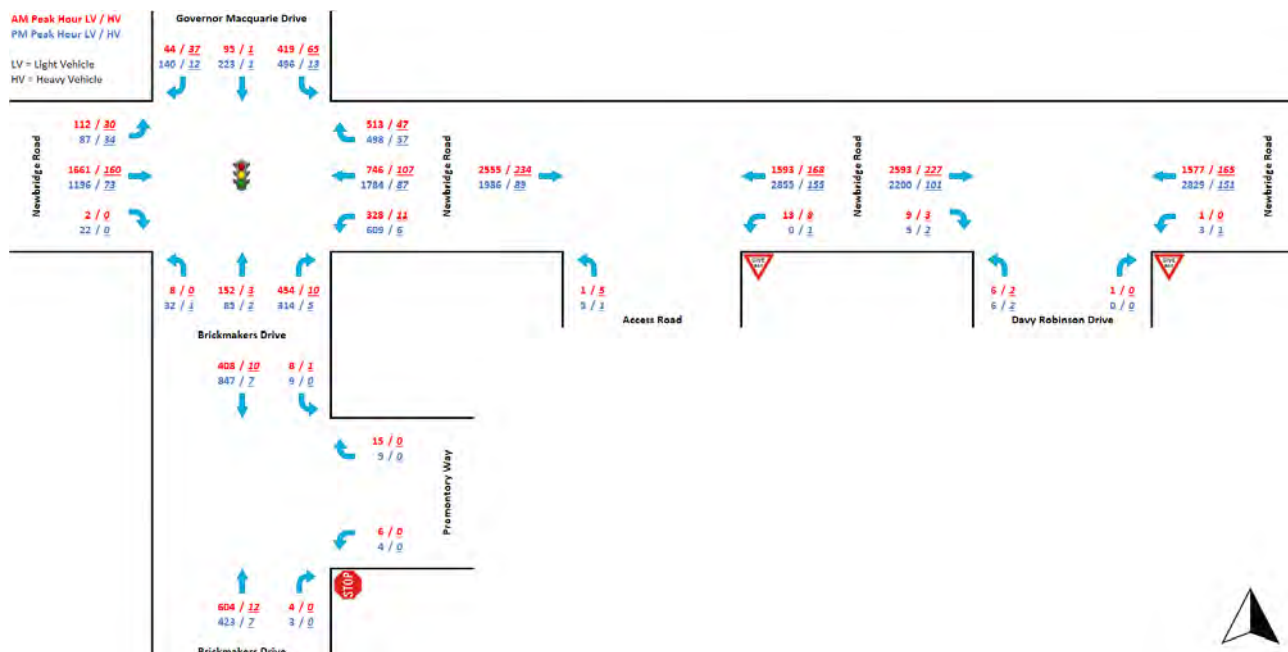 AM Peak Hour LV / HV
PM Peak Hour LV / HV
LV = Light Vehicle
HV = Heavy Vehicle
Governor Macquarie Drive
44 / 37 95 / 1 419 / 65
140 / 12 223 / 1 496 / 13
112 / 30
87 / 34
513 / 47
498 / 57
Newbridge Road
1661 / 160
1196 / 73
746 / 107
1784 / 87
Newbridge Road
2555 / 234
1986 / 89
1593 / 168
2855 / 155
Newbridge Road
2593 / 227
2200 / 101
1577 / 165
2829 / 151
Newbridge Road
2 / 0
22 / 0
328 / 11
609 / 6
13 / 8
0 / 1
9 / 3
5 / 2
1 / 0
3 / 1
GIVE WAY
GIVE WAY
8 / 0 152 / 3 454 / 10
32 / 1 85 / 2 314 / 5
1 / 5
5 / 1
6 / 2 1 / 0
6 / 2 0 / 0
Access Road
Davy Robinson Drive
Brickmakers Drive
408 / 10 8 / 1
847 / 7 9 / 0
15 / 0
9 / 0
Promontory Way
6 / 0
4 / 0
STOP
604 / 12 4 / 0
423 / 7 3 / 0
Brickmakers Drive